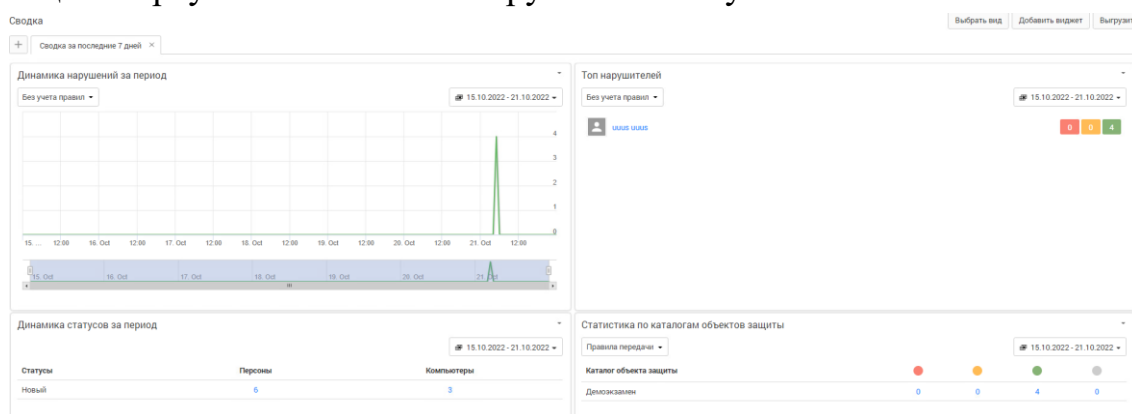 Сводка
Выбрать вид Добавить виджет Выгрузит
+ Сводка за последние 7 дней ×
Динамика нарушений за период
Без учета правил
15.10.2022 - 21.10.2022
4
3
2
1
0
15. ... 12:00 16. Oct 12:00 17. Oct 12:00 18. Oct 12:00 19. Oct 12:00 20. Oct 12:00 21. Oct 12:00
15. Oct 16. Oct 17. Oct 18. Oct 19. Oct 20. Oct 21. Oct
Топ нарушителей
Без учета правил
15.10.2022 - 21.10.2022
uuus uuus 0 0 4
Динамика статусов за период
15.10.2022 - 21.10.2022
Статусы Персоны Компьютеры
Новый 6 3
Статистика по каталогам объектов защиты
Правила передачи
15.10.2022 - 21.10.2022
Каталог объекта защиты
Демоэкзамен 0 0 4 0